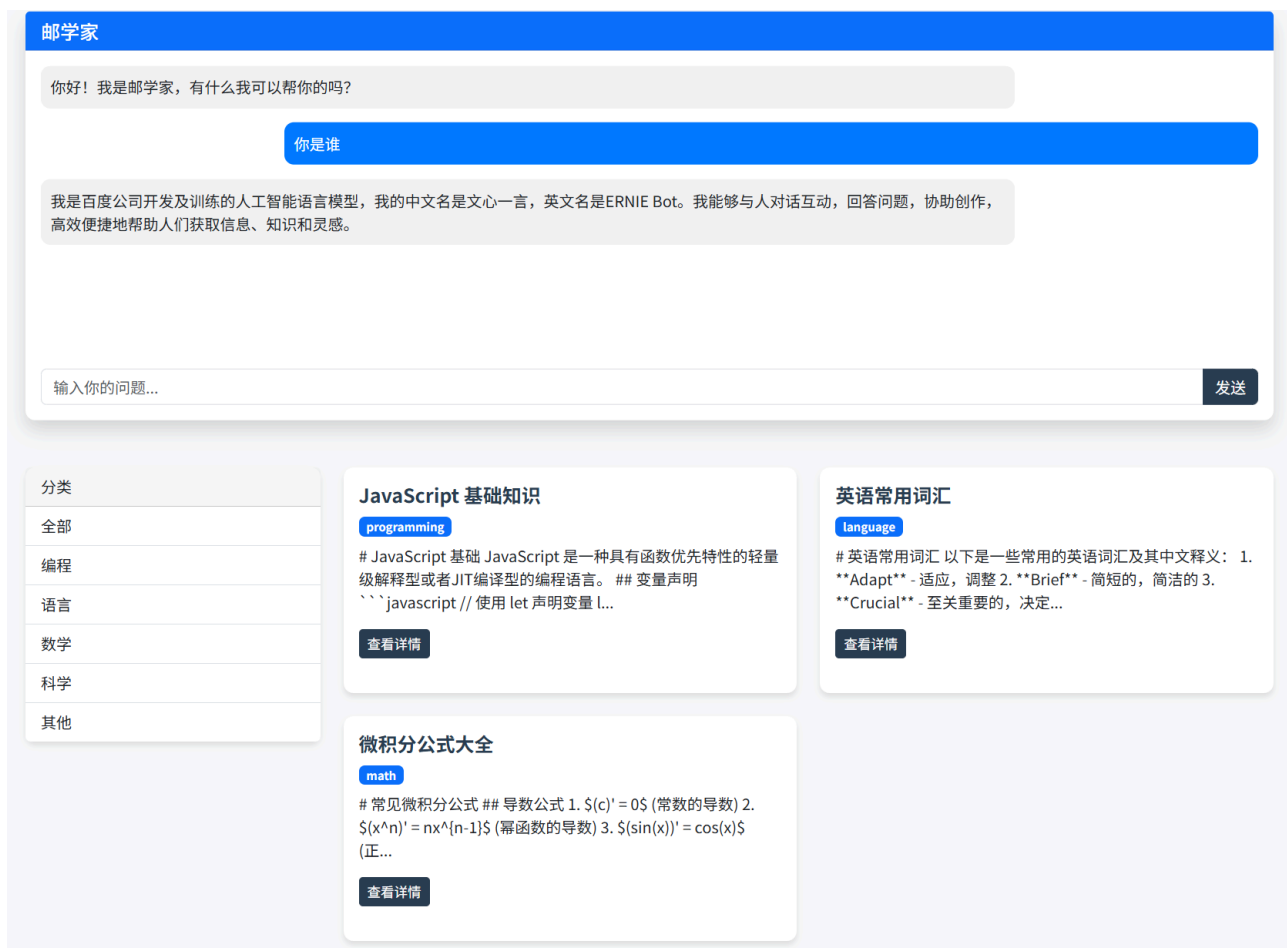 邮学家
你好！我是邮学家，有什么我可以帮你的吗？
你是谁
我是百度公司开发及训练的人工智能语言模型，我的中文名是文心一言，英文名是ERNIE Bot。我能够与人对话互动，回答问题，协助创作，
高效便捷地帮助人们获取信息、知识和灵感。
输入你的问题...
发送
分类
全部
编程
语言
数学
科学
其他
JavaScript 基础知识
programming
# JavaScript 基础 JavaScript 是一种具有函数优先特性的轻量
级解释型或者JIT编译型的编程语言。 ## 变量声明
```javascript // 使用 let 声明变量 l...
查看详情
英语常用词汇
language
# 英语常用词汇 以下是一些常用的英语词汇及其中文释义： 1.
**Adapt** - 适应，调整 2. **Brief** - 简短的，简洁的 3.
**Crucial** - 至关重要的，决定...
查看详情
微积分公式大全
math
# 常见微积分公式 ## 导数公式 1. $(c)' = 0$ (常数的导数) 2.
$(x^n)' = nx^{n-1}$ (幂函数的导数) 3. $(sin(x))' = cos(x)$
(正...
查看详情